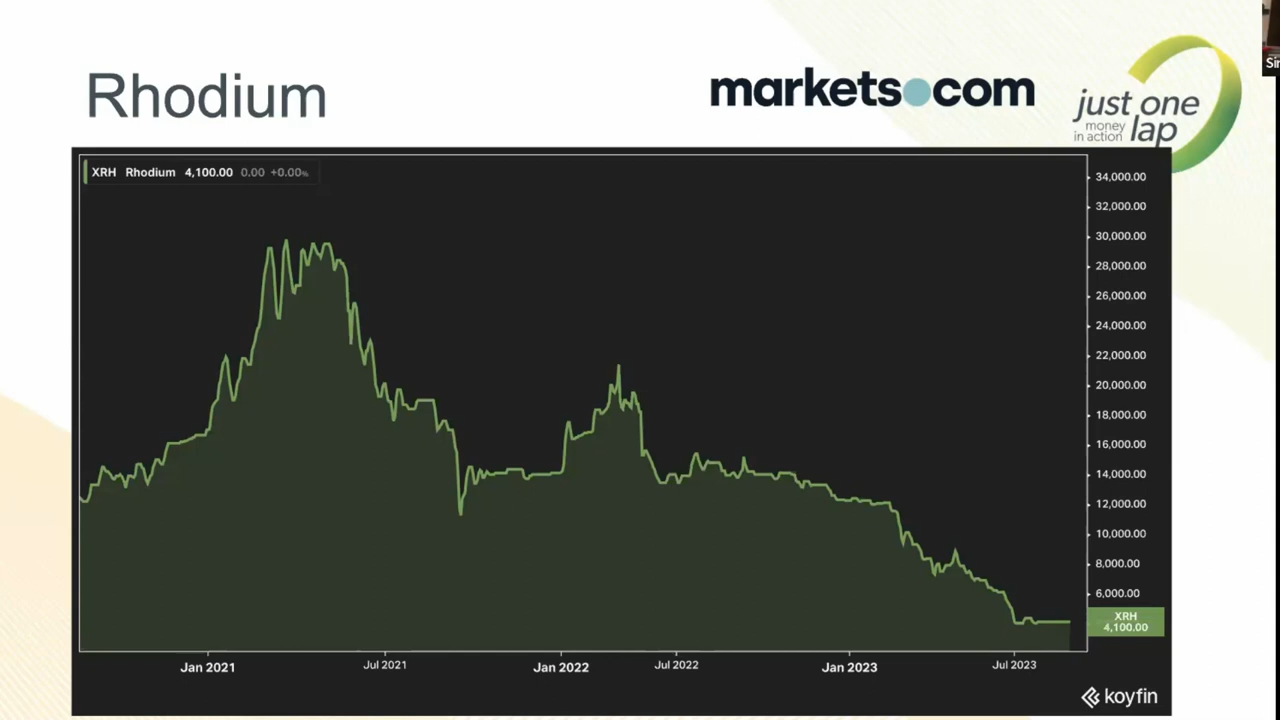 Rhodium
markets.com
just one
money
in action
lap
Sir
XRH Rhodium 4,100.00 0.00 +0.00%
34,000.00
32,000.00
30,000.00
28,000.00
26,000.00
24,000.00
22,000.00
20,000.00
18,000.00
16,000.00
14,000.00
12,000.00
10,000.00
8,000.00
6,000.00
XRH
4,100.00
Jan 2021
Jul 2021
Jan 2022
Jul 2022
Jan 2023
Jul 2023
koyfin